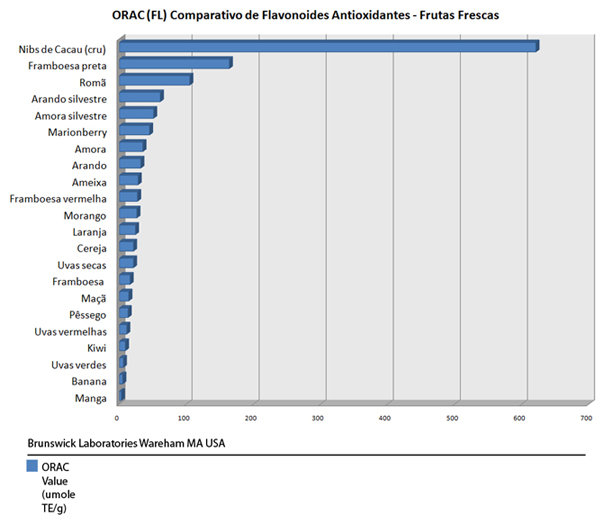 ORAC (FL) Comparativo de Flavonoides Antioxidantes - Frutas Frescas
Nibs de Cacau (cru)
Framboesa preta
Romã
Arando silvestre
Amora silvestre
Marionberry
Amora
Arando
Ameixa
Framboesa vermelha
Morango
Laranja
Cereja
Uvas secas
Framboesa
Maçã
Pêssego
Uvas vermelhas
Kiwi
Uvas verdes
Banana
Manga
0 100 200 300 400 500 600 700
Brunswick Laboratories Wareham MA USA
ORAC
Value
(umole
TE/g)